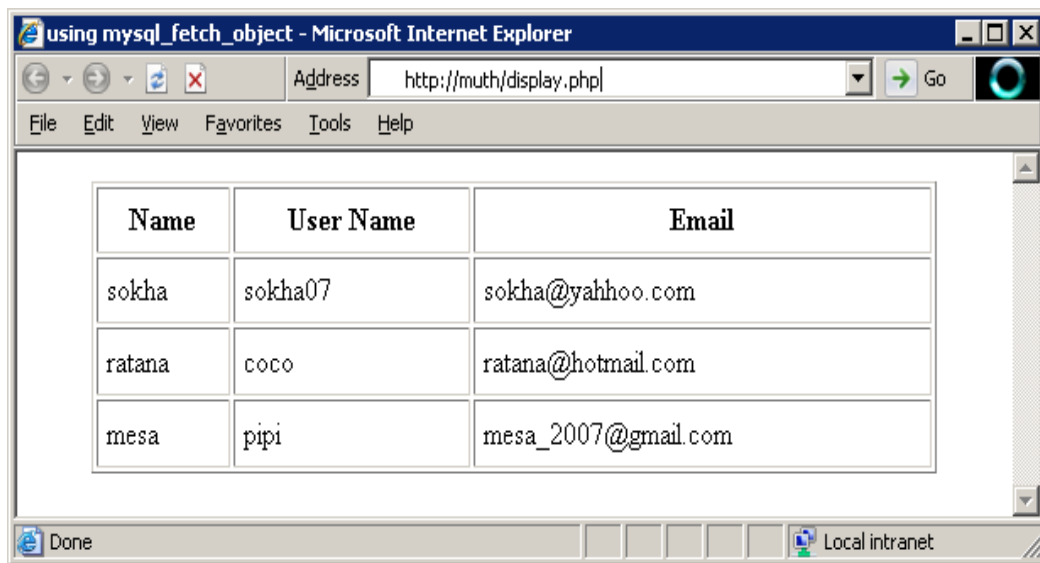 using mysql_fetch_object - Microsoft Internet Explorer
Address http://muth/display.php Go
File Edit View Favorites Tools Help
Name User Name Email
sokha sokha07 sokha@yahhoo.com
ratana coco ratana@hotmail.com
mesa pipi mesa_2007@gmail.com
Done Local intranet